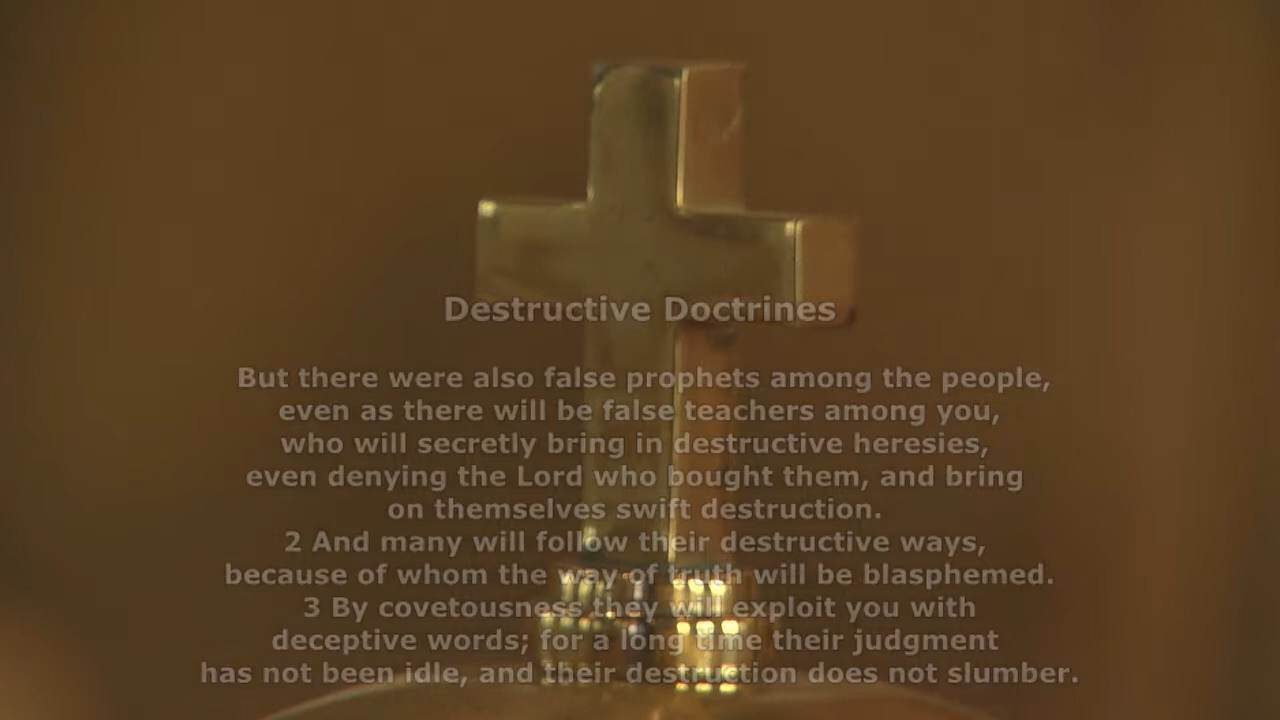 Destructive Doctrines
But there were also false prophets among the people,
even as there will be false teachers among you,
who will secretly bring in destructive heresies,
even denying the Lord who bought them, and bring
on themselves swift destruction.
2 And many will follow their destructive ways,
because of whom the way of truth will be blasphemed.
3 By covetousness they will exploit you with
deceptive words; for a long time their judgment
has not been idle, and their destruction does not slumber.